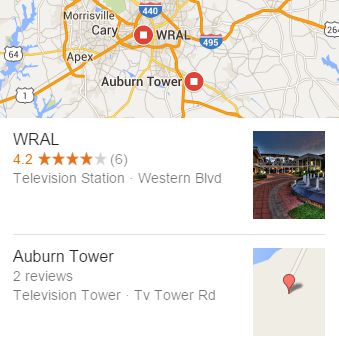 Morrisville
440
Cary
WRAL
495
64
Apex
Auburn Tower
264
1
WRAL
4.2 ★★★★★ (6)
Television Station · Western Blvd
Auburn Tower
2 reviews
Television Tower · Tv Tower Rd